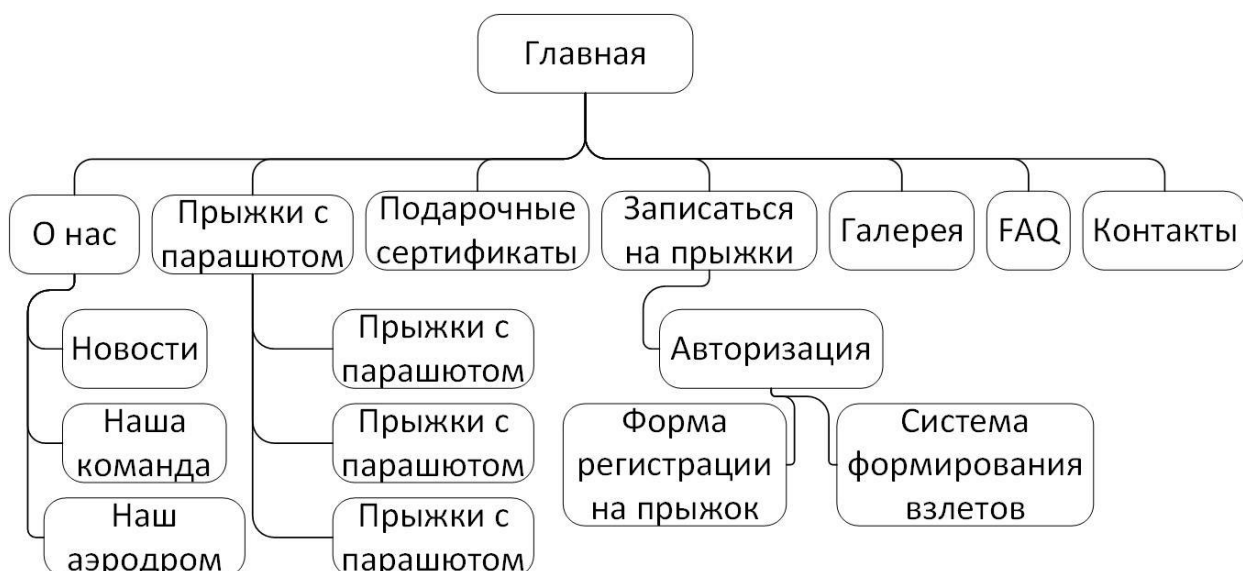 Главная
О нас
Прыжки с
парашютом
Подарочные
сертификаты
Записаться
на прыжки
Галерея
FAQ
Контакты
Новости
Наша
команда
Наш
аэродром
Прыжки с
парашютом
Прыжки с
парашютом
Прыжки с
парашютом
Авторизация
Форма
регистрации
на прыжок
Система
формирования
взлетов